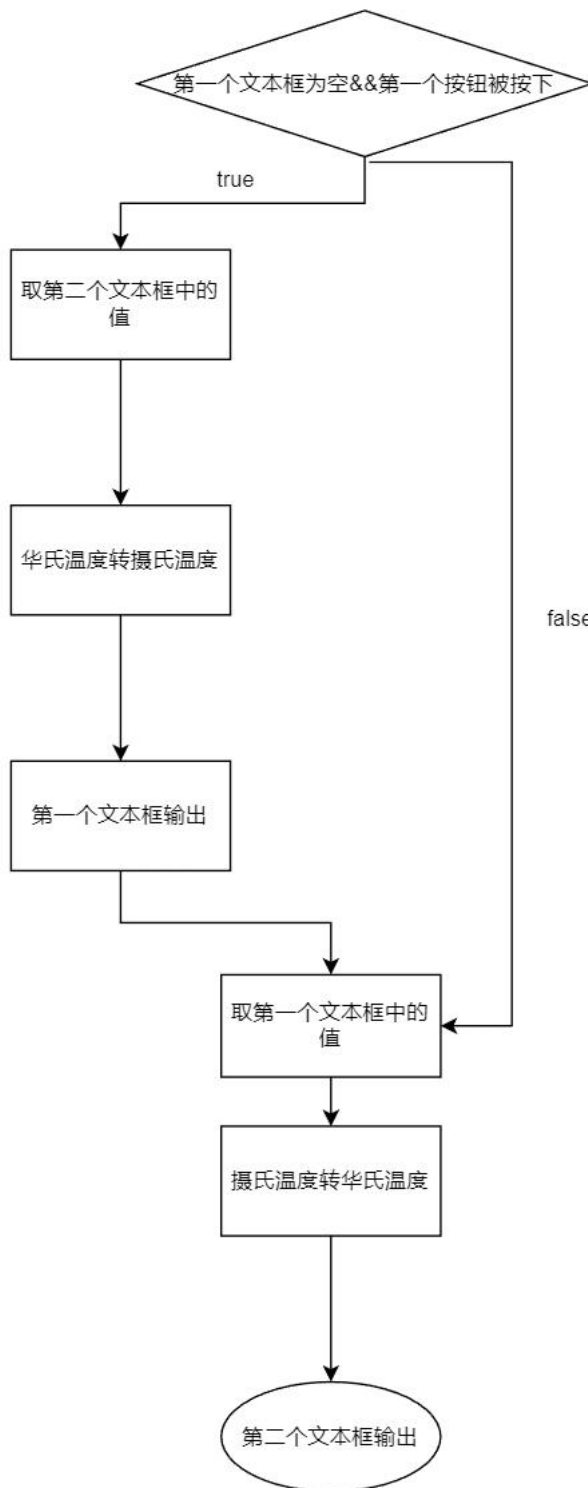 第一个文本框为空&&第一个按钮被按下
true
取第二个文本框中的
值
华氏温度转摄氏温度
false
第一个文本框输出
取第一个文本框中的
值
摄氏温度转华氏温度
第二个文本框输出